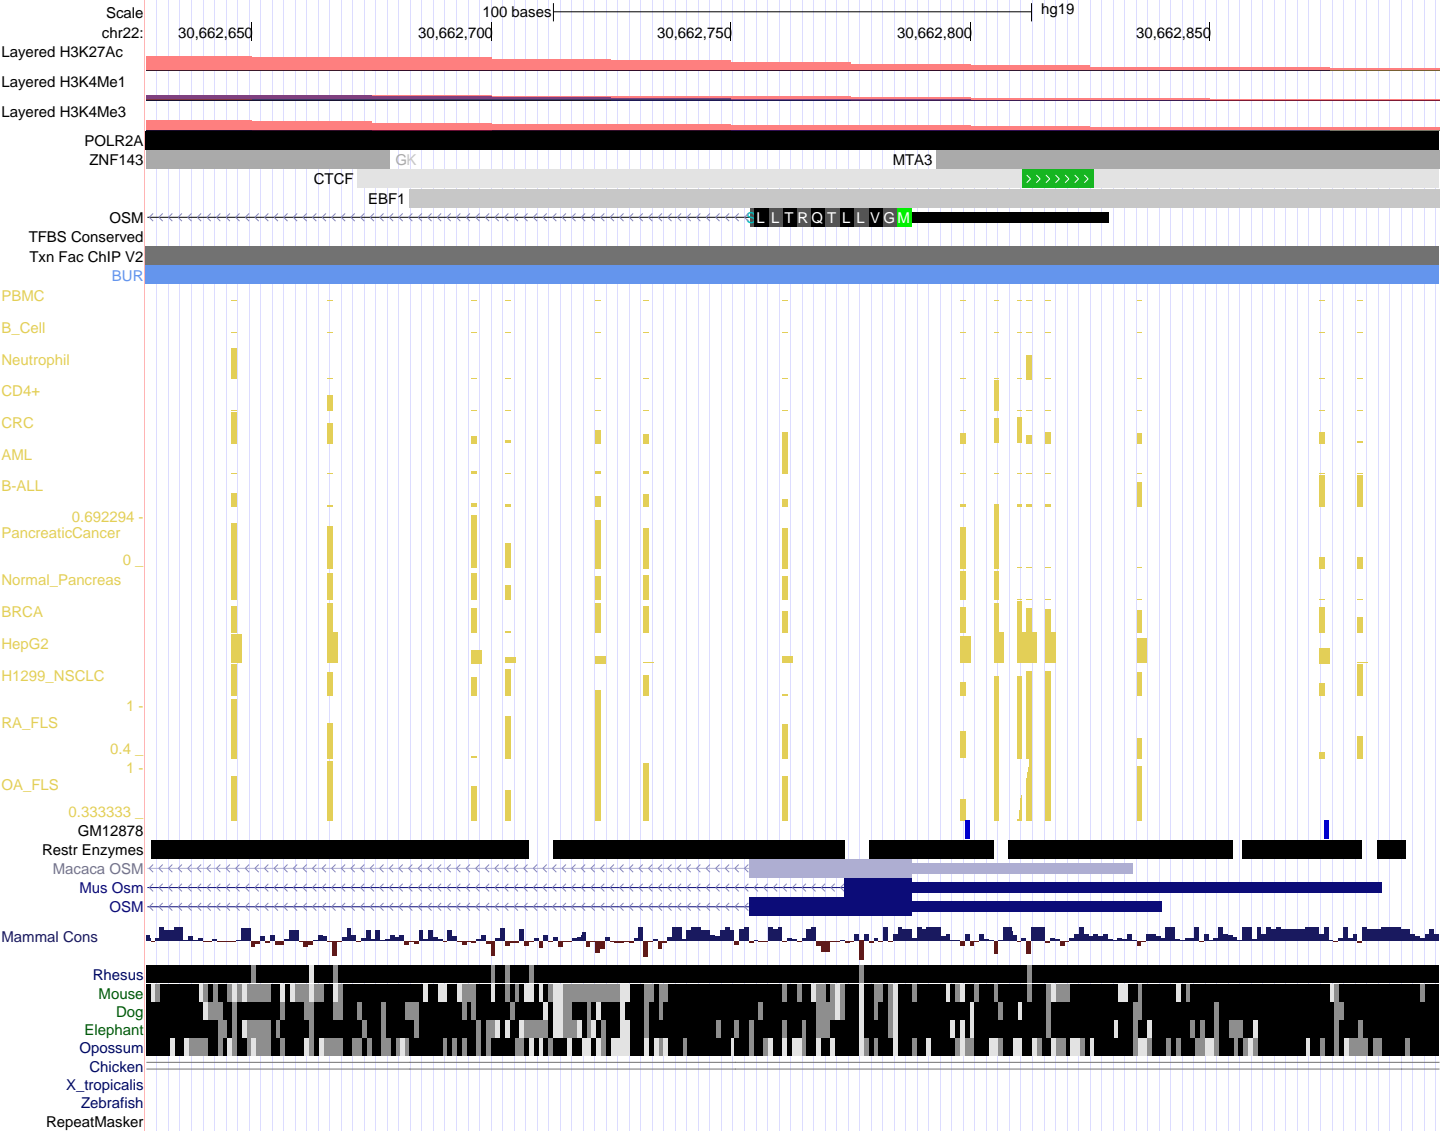 Scale 100 bases hg19
chr22: 30,662,650 30,662,700 30,662,750 30,662,800 30,662,850
Layered H3K27Ac
Layered H3K4Me1
Layered H3K4Me3
POLR2A
ZNF143 GK MTA3
CTCF
EBF1
OSM L L T R Q T L L V G M
TFBS Conserved
Txn Fac ChIP V2
BUR
PBMC
B_Cell
Neutrophil
CD4+
CRC
AML
B-ALL
0.692294 -
PancreaticCancer
0 _
Normal_Pancreas
BRCA
HepG2
H1299_NSCLC
1 -
RA_FLS
0.4 _
1 -
OA_FLS
0.333333 _
GM12878
Restr Enzymes
Macaca OSM
Mus Osm
OSM
Mammal Cons
Rhesus
Mouse
Dog
Elephant
Opossum
Chicken
X_tropicalis
Zebrafish
RepeatMasker